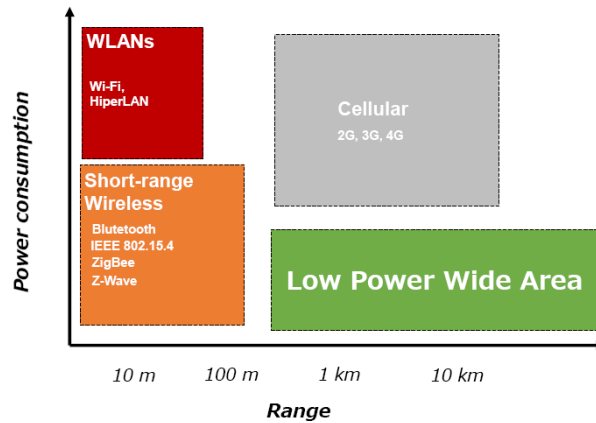 WLANs
Wi-Fi,
HiperLAN
Cellular
2G, 3G, 4G
Short-range
Wireless
Blutetooth
IEEE 802.15.4
ZigBee
Z-Wave
Low Power Wide Area
Power consumption
10 m
100 m
1 km
10 km
Range